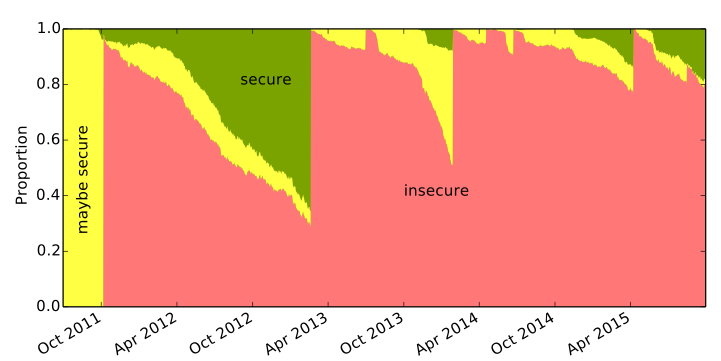 1.0
0.8
0.6
0.4
0.2
0.0
Proportion
maybe secure
secure
insecure
Oct 2011
Apr 2012
Oct 2012
Apr 2013
Oct 2013
Apr 2014
Oct 2014
Apr 2015